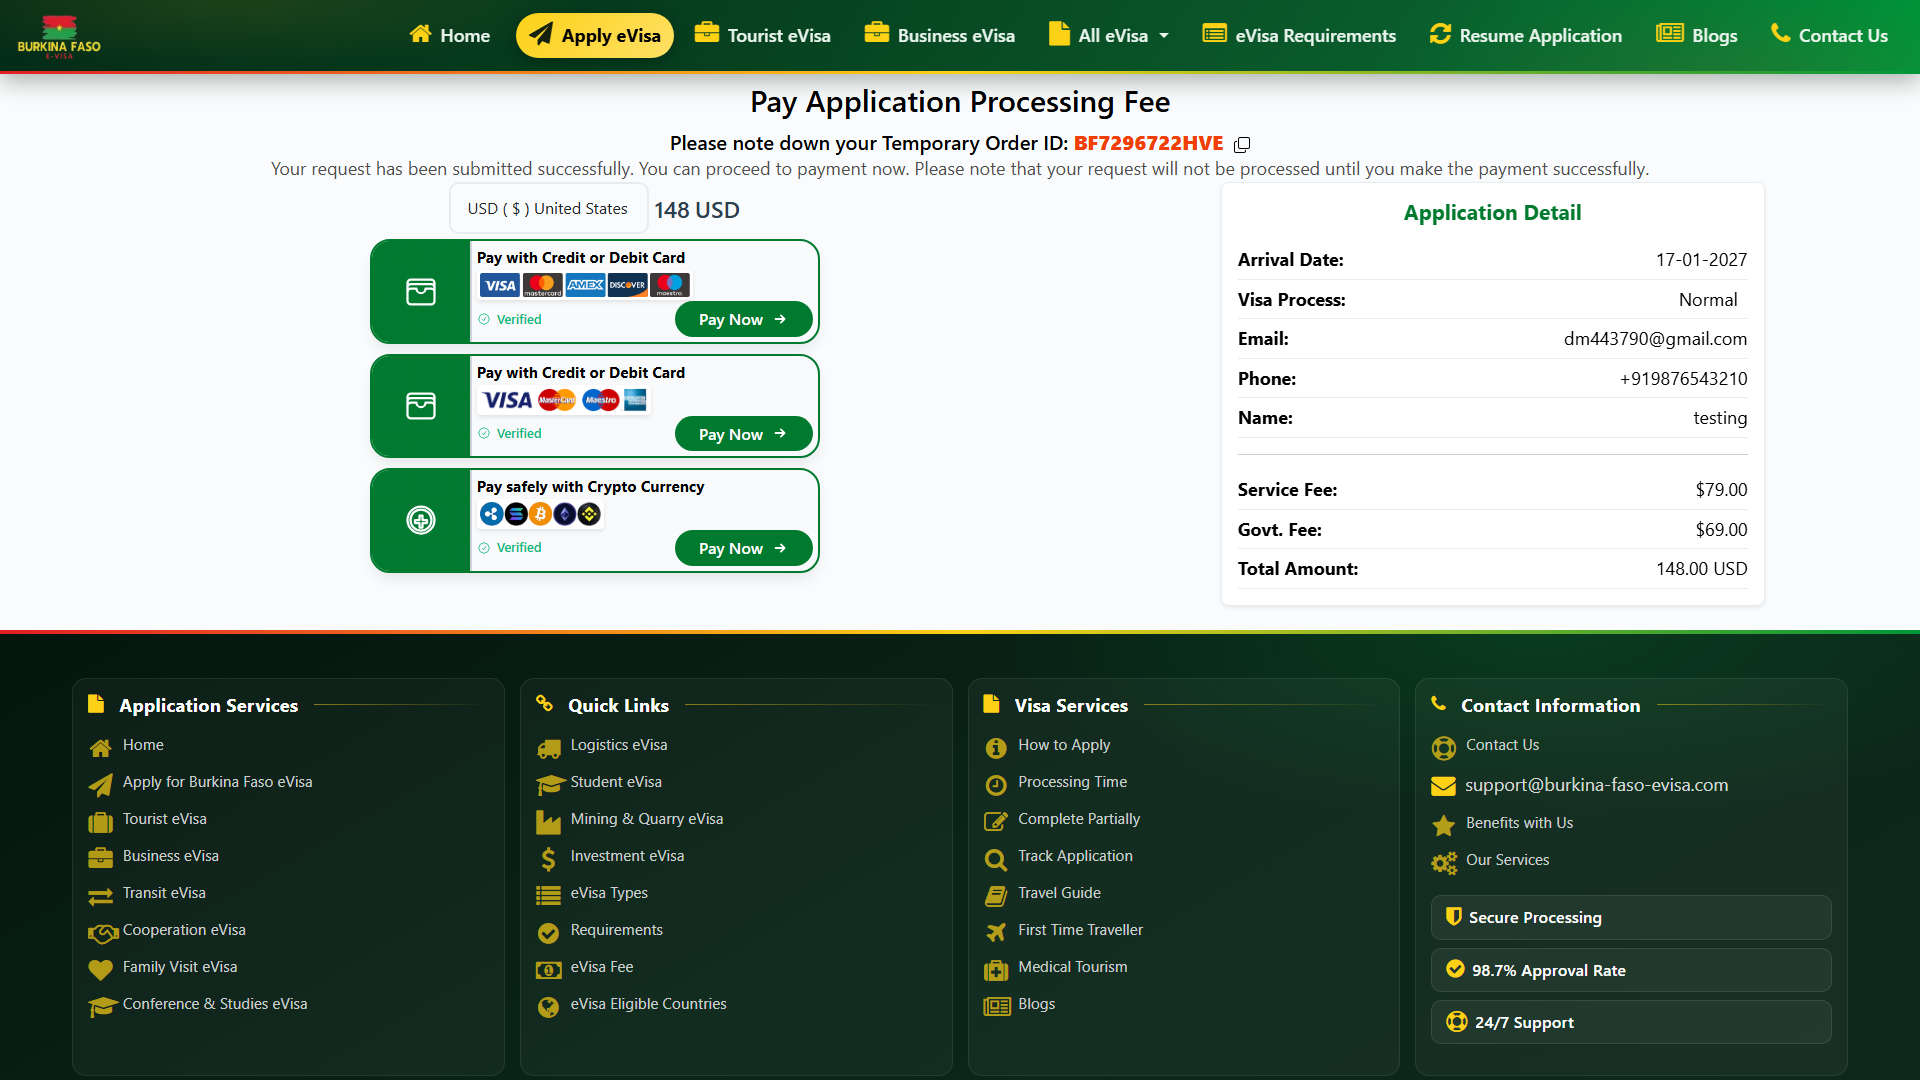 BURKINA FASO
E-VISA
Home
Apply eVisa
Tourist eVisa
Business eVisa
All eVisa
eVisa Requirements
Resume Application
Blogs
Contact Us
Pay Application Processing Fee
Please note down your Temporary Order ID: BF7296722HVE
Your request has been submitted successfully. You can proceed to payment now. Please note that your request will not be processed until you make the payment successfully.
USD ( $ ) United States
148 USD
Pay with Credit or Debit Card
VISA mastercard AMEX DISCOVER maestro
Verified
Pay Now
Pay with Credit or Debit Card
VISA MasterCard Maestro
Verified
Pay Now
Pay safely with Crypto Currency
Verified
Pay Now
Application Detail
Arrival Date: 17-01-2027
Visa Process: Normal
Email: dm443790@gmail.com
Phone: +919876543210
Name: testing
Service Fee: $79.00
Govt. Fee: $69.00
Total Amount: 148.00 USD
Application Services
Home
Apply for Burkina Faso eVisa
Tourist eVisa
Business eVisa
Transit eVisa
Cooperation eVisa
Family Visit eVisa
Conference & Studies eVisa
Quick Links
Logistics eVisa
Student eVisa
Mining & Quarry eVisa
Investment eVisa
eVisa Types
Requirements
eVisa Fee
eVisa Eligible Countries
Visa Services
How to Apply
Processing Time
Complete Partially
Track Application
Travel Guide
First Time Traveller
Medical Tourism
Blogs
Contact Information
Contact Us
support@burkina-faso-evisa.com
Benefits with Us
Our Services
Secure Processing
98.7% Approval Rate
24/7 Support